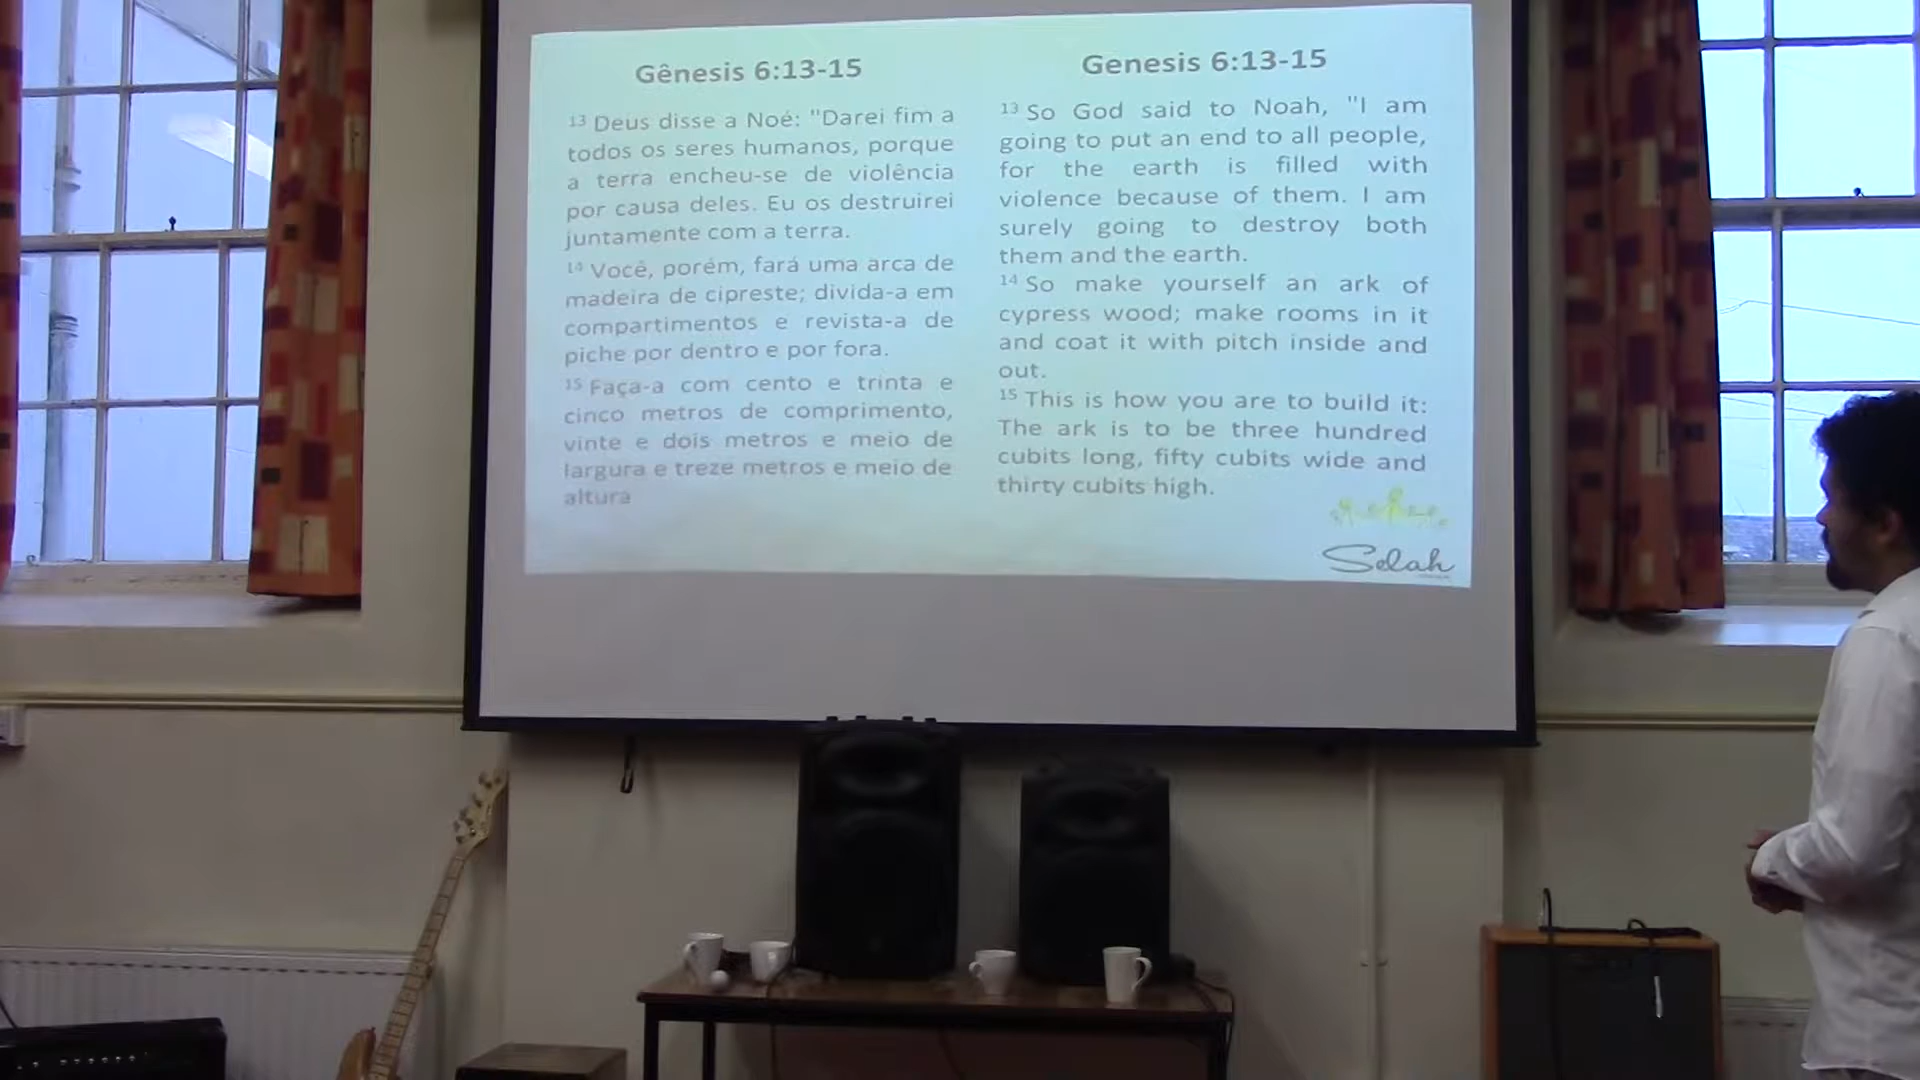 Gênesis 6:13-15
13 Deus disse a Noé: "Darei fim a
todos os seres humanos, porque
a terra encheu-se de violência
por causa deles. Eu os destruirei
juntamente com a terra.
14 Você, porém, fará uma arca de
madeira de cipreste; divida-a em
compartimentos e revista-a de
piche por dentro e por fora.
15 Faça-a com cento e trinta e
cinco metros de comprimento,
vinte e dois metros e meio de
largura e treze metros e meio de
altura
Genesis 6:13-15
13 So God said to Noah, "I am
going to put an end to all people,
for the earth is filled with
violence because of them. I am
surely going to destroy both
them and the earth.
14 So make yourself an ark of
cypress wood; make rooms in it
and coat it with pitch inside and
out.
15 This is how you are to build it:
The ark is to be three hundred
cubits long, fifty cubits wide and
thirty cubits high.
Selah